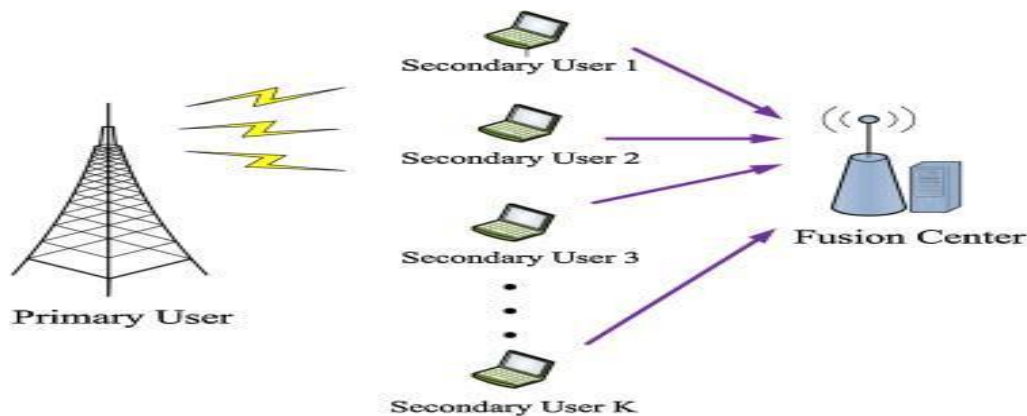 Secondary User 1
Secondary User 2
Secondary User 3
Secondary User K
Primary User
Fusion Center